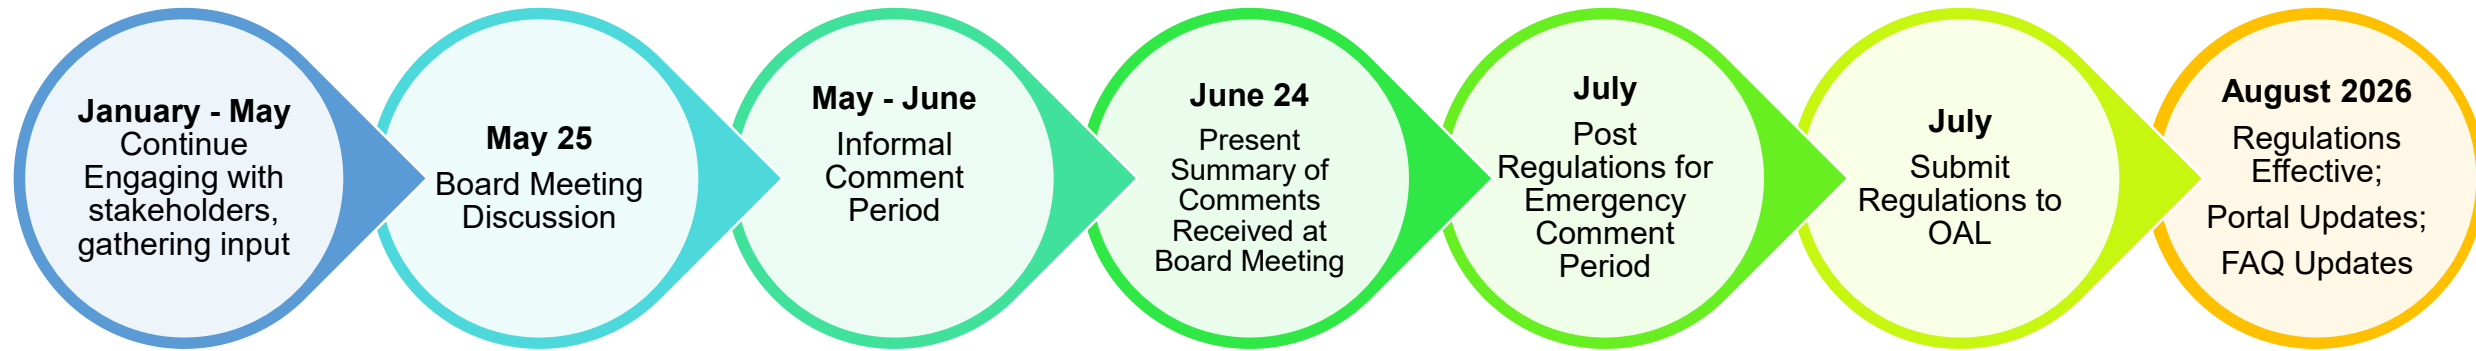 January - May
Continue
Engaging with
stakeholders,
gathering input
May 25
Board Meeting
Discussion
May - June
Informal
Comment
Period
June 24
Present
Summary of
Comments
Received at
Board Meeting
July
Post
Regulations for
Emergency
Comment
Period
July
Submit
Regulations to
OAL
August 2026
Regulations
Effective;
Portal Updates;
FAQ Updates